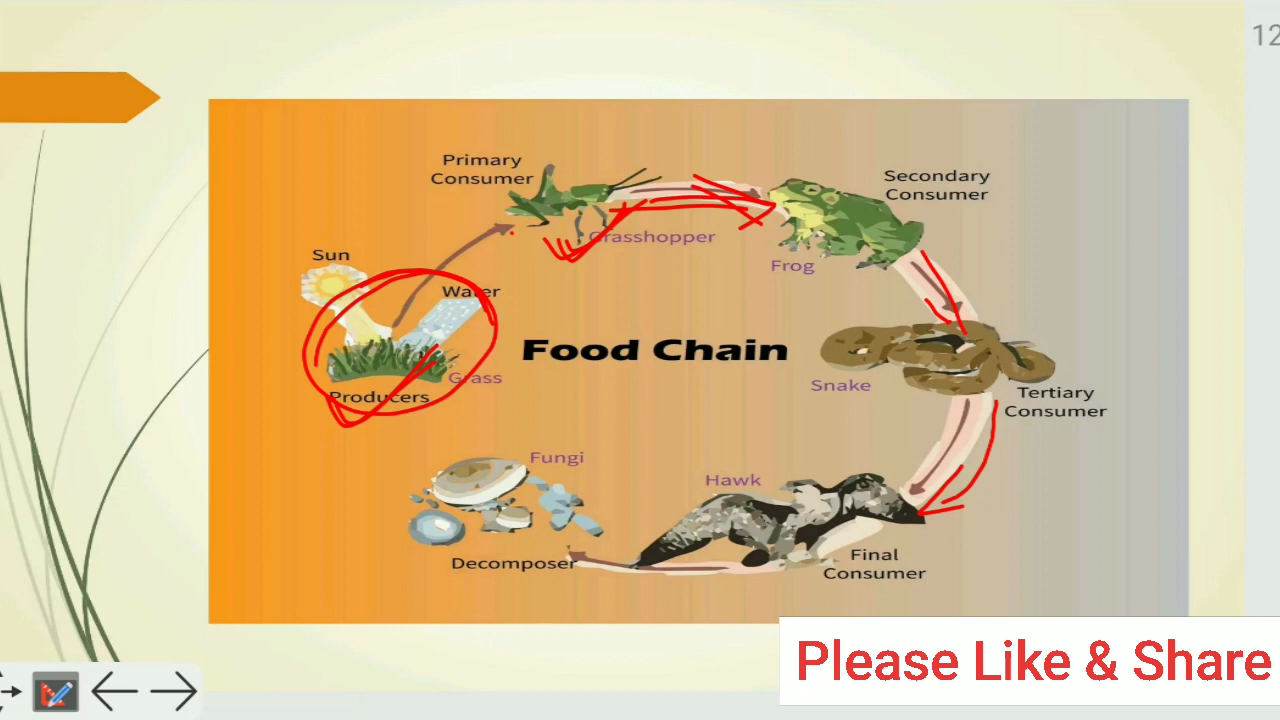 12
Primary
Consumer
Secondary
Consumer
Grasshopper
Frog
Sun
Water
Food Chain
Grass
Producers
Snake
Tertiary
Consumer
Fungi
Hawk
Decomposer
Final
Consumer
Please Like & Share